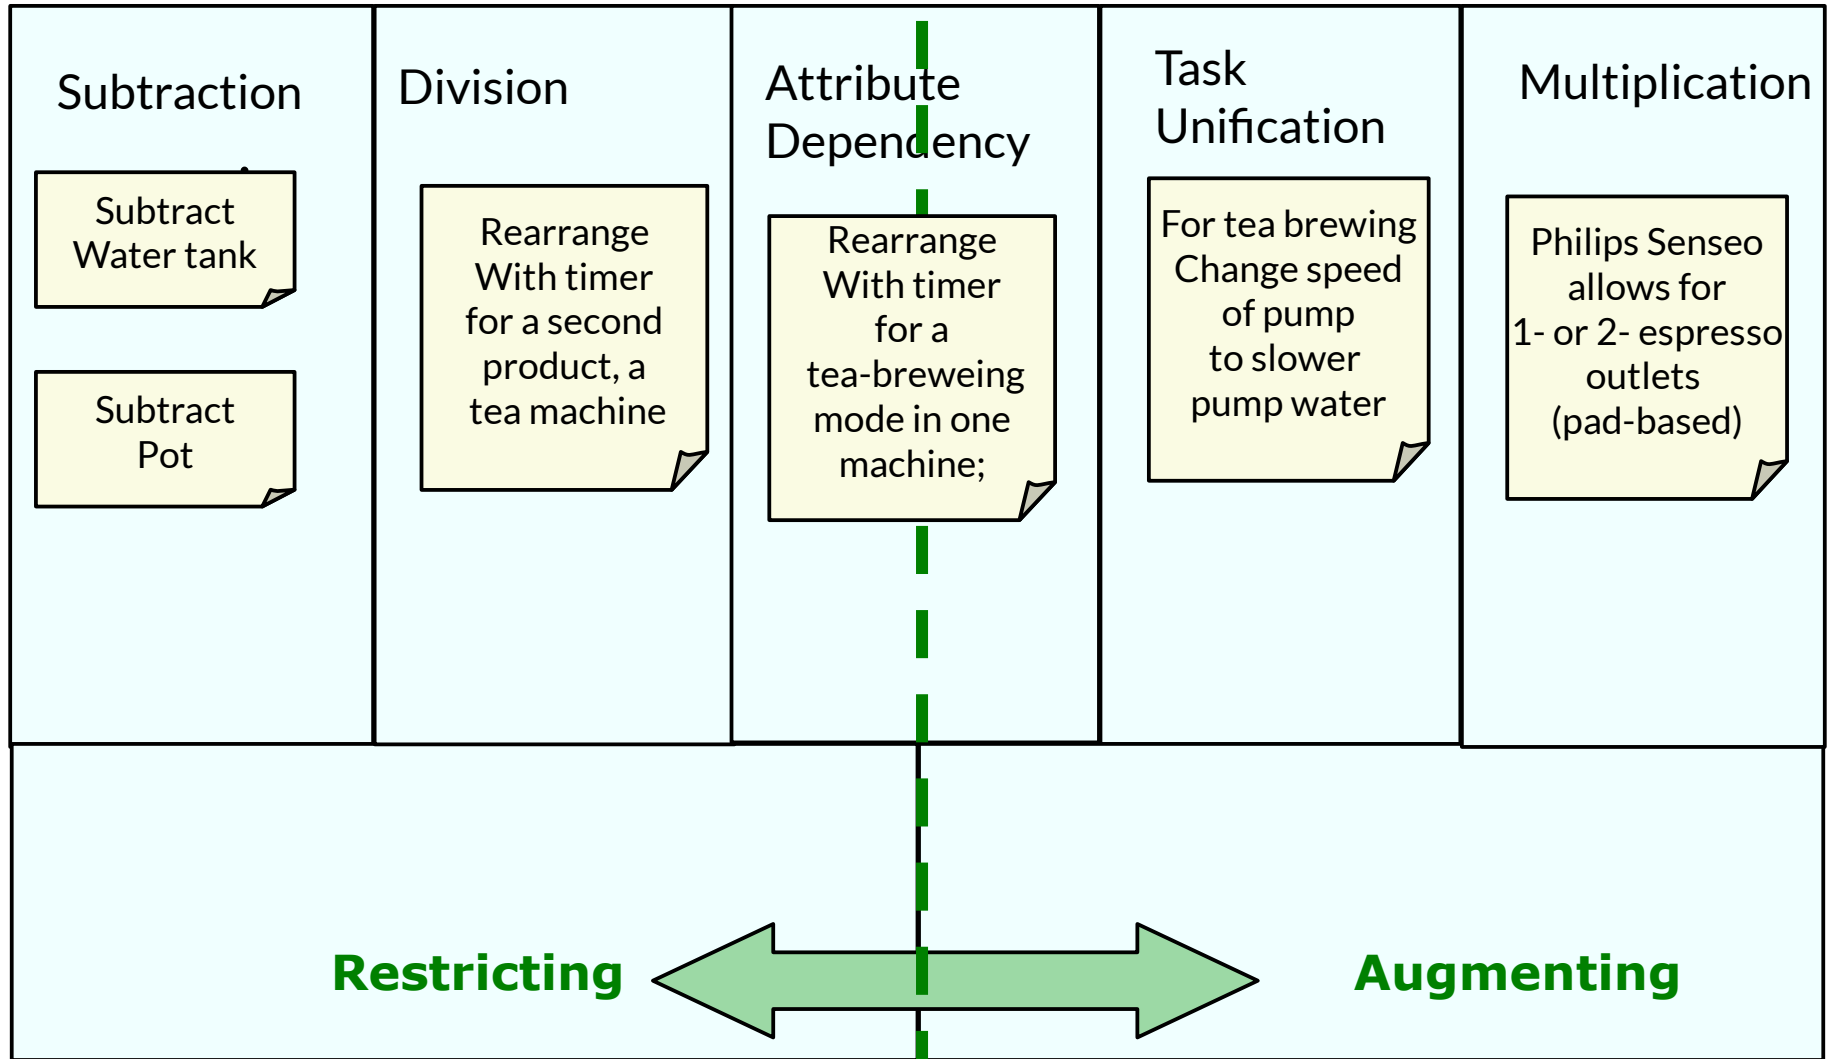 Subtraction
Subtract
Water tank
Subtract
Pot
Division
Rearrange
With timer
for a second
product, a
tea machine
Attribute
Dependency
Rearrange
With timer
for a
tea-breweing
mode in one
machine;
Task
Unification
For tea brewing
Change speed
of pump
to slower
pump water
Multiplication
Philips Senseo
allows for
1- or 2- espresso
outlets
(pad-based)
Restricting
Augmenting